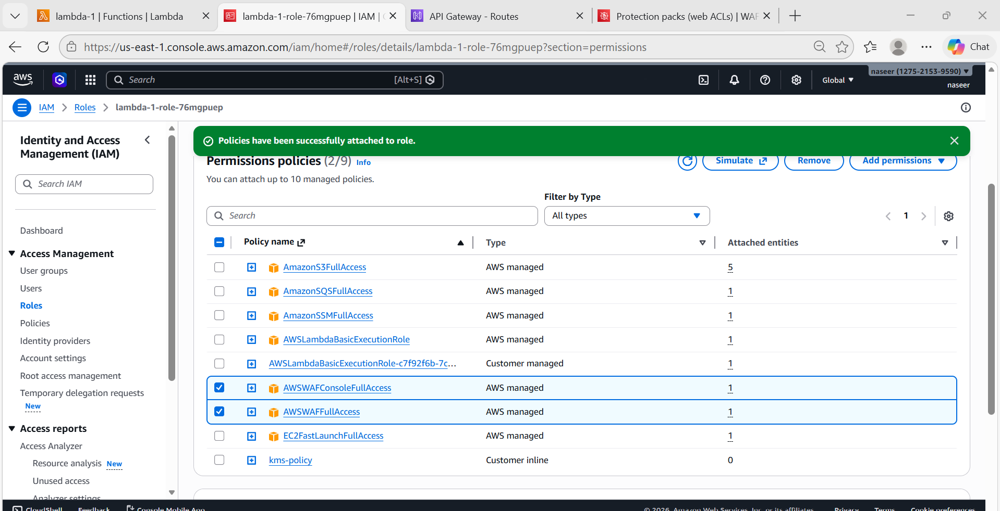 lambda-1 | Functions | Lambda
lambda-1-role-76mgpuep | IAM |
API Gateway - Routes
Protection packs (web ACLs) | WAF
https://us-east-1.console.aws.amazon.com/iam/home#/roles/details/lambda-1-role-76mgpuep?section=permissions
Chat
aws
Search
[Alt+S]
Global
naseer (1275-2153-9590)
naseer
IAM
Roles
lambda-1-role-76mgpuep
Identity and Access
Management (IAM)
Search IAM
Dashboard
Access Management
User groups
Users
Roles
Policies
Identity providers
Account settings
Root access management
Temporary delegation requests
New
Access reports
Access Analyzer
Resource analysis New
Unused access
Analyzer settings
Policies have been successfully attached to role.
Permissions policies (2/9) Info
Simulate
Remove
Add permissions
You can attach up to 10 managed policies.
Filter by Type
Search
All types
1
Policy name
Type
Attached entities
AmazonS3FullAccess AWS managed 5
AmazonSQSFullAccess AWS managed 1
AmazonSSMFullAccess AWS managed 1
AWSLambdaBasicExecutionRole AWS managed 1
AWSLambdaBasicExecutionRole-c7f92f6b-7c... Customer managed 1
AWSWAFConsoleFullAccess AWS managed 1
AWSWAFFullAccess AWS managed 1
EC2FastLaunchFullAccess AWS managed 1
kms-policy Customer inline 0
CloudShell Feedback Console Mobile App
© 2026, Amazon Web Services, Inc. or its affiliates. Privacy Terms Cookie preferences